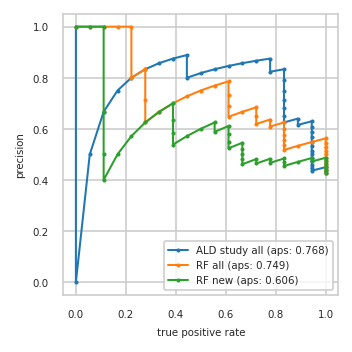 1.0
0.8
0.6
0.4
0.2
0.0
precision
0.0 0.2 0.4 0.6 0.8 1.0
true positive rate
ALD study all (aps: 0.768)
RF all (aps: 0.749)
RF new (aps: 0.606)